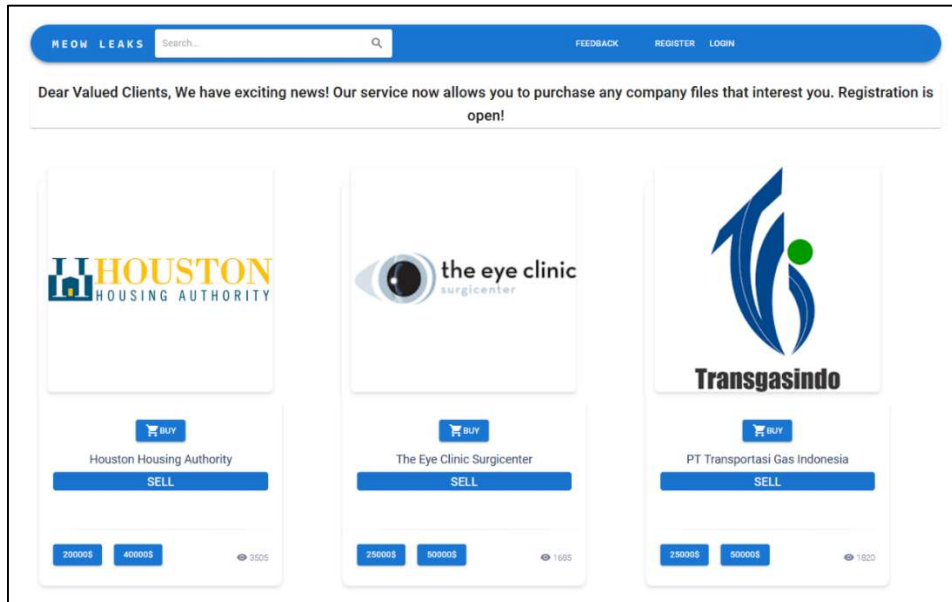 MEOW LEAKS
Search...
FEEDBACK
REGISTER
LOGIN
Dear Valued Clients, We have exciting news! Our service now allows you to purchase any company files that interest you. Registration is
open!
HOUSTON
HOUSING AUTHORITY
the eye clinic
surgicenter
Transgasindo
BUY
BUY
BUY
Houston Housing Authority
The Eye Clinic Surgicenter
PT Transportasi Gas Indonesia
SELL
SELL
SELL
20000$
40000$
3505
25000$
50000$
1685
25000$
50000$
1820